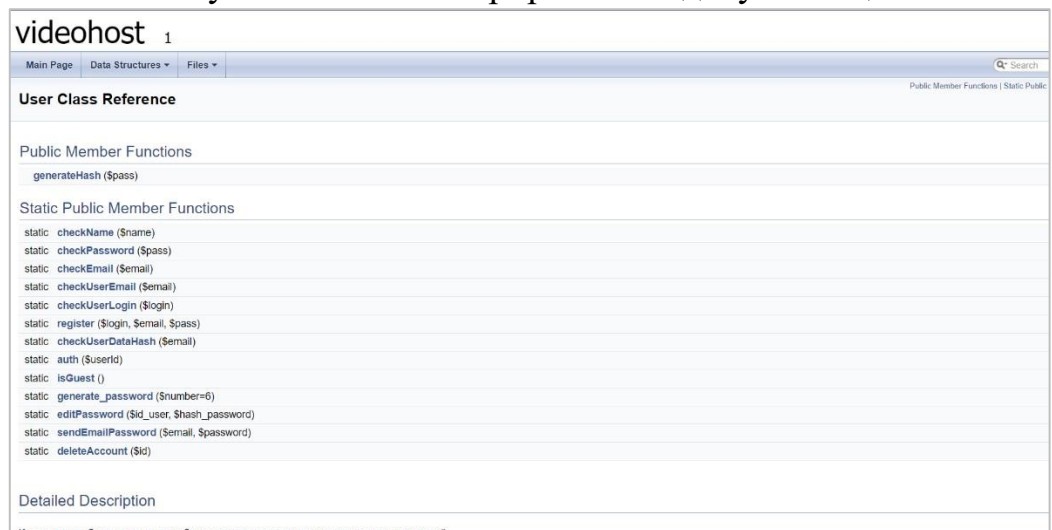 videohost 1
Main Page Data Structures Files Search
Public Member Functions | Static Public
User Class Reference
Public Member Functions
generateHash ($pass)
Static Public Member Functions
static checkName ($name)
static checkPassword ($pass)
static checkEmail ($email)
static checkUserEmail ($email)
static checkUserLogin ($login)
static register ($login, $email, $pass)
static checkUserDataHash ($email)
static auth ($userId)
static isGuest ()
static generate_password ($number=6)
static editPassword ($id_user, $hash_password)
static sendEmailPassword ($email, $password)
static deleteAccount ($id)
Detailed Description